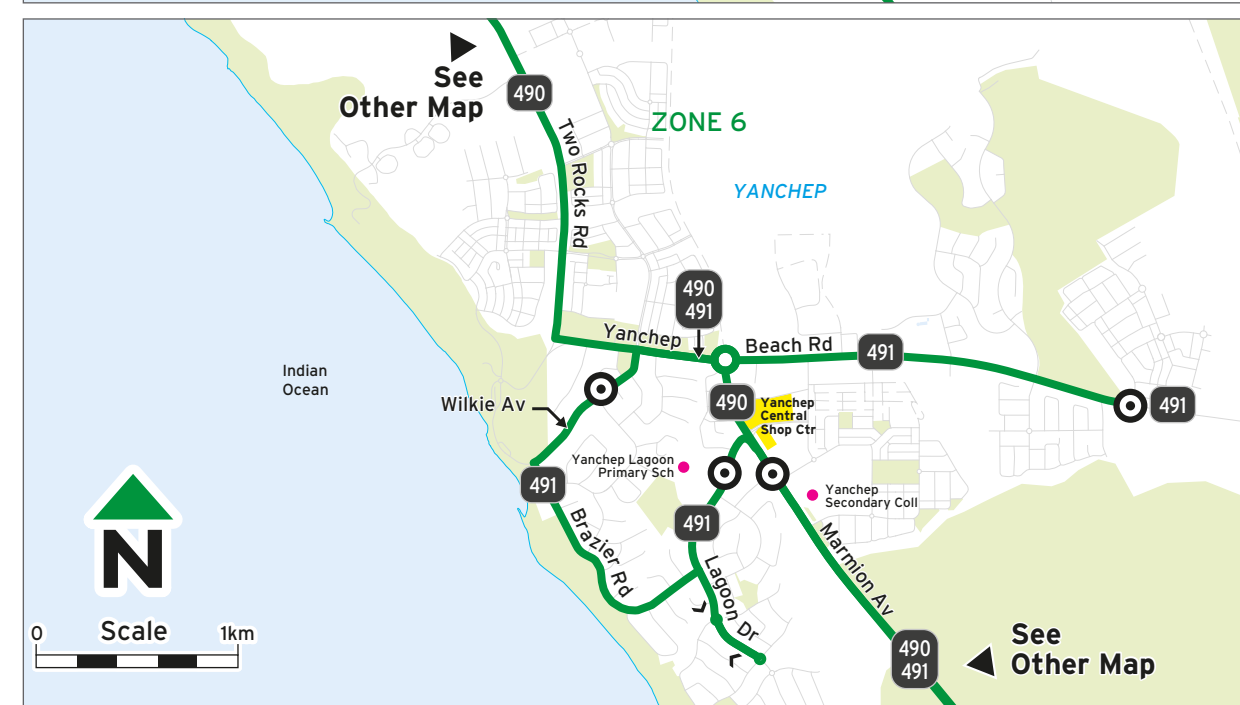 See
Other Map
490
Two Rocks Rd
ZONE 6
YANCHEP
490
491
Yanchep
Beach Rd
491
Indian
Ocean
Wilkie Av
490
Yanchep
Central
Shop Ctr
491
Yanchep Lagoon
Primary Sch
491
Yanchep
Secondary Coll
491
Brazier Rd
Lagoon Dr
Marmion Av
N
0 Scale 1km
490
491
See
Other Map